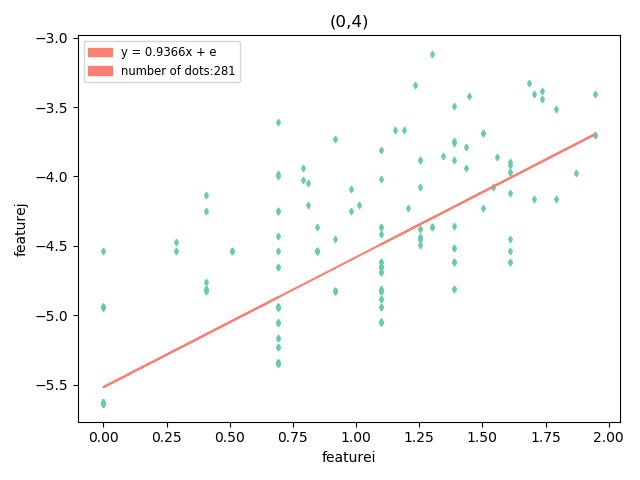 (0,4)
y = 0.9366x + e
number of dots:281
−3.0
−3.5
−4.0
−4.5
−5.0
−5.5
featurej
0.00 0.25 0.50 0.75 1.00 1.25 1.50 1.75 2.00
featurei